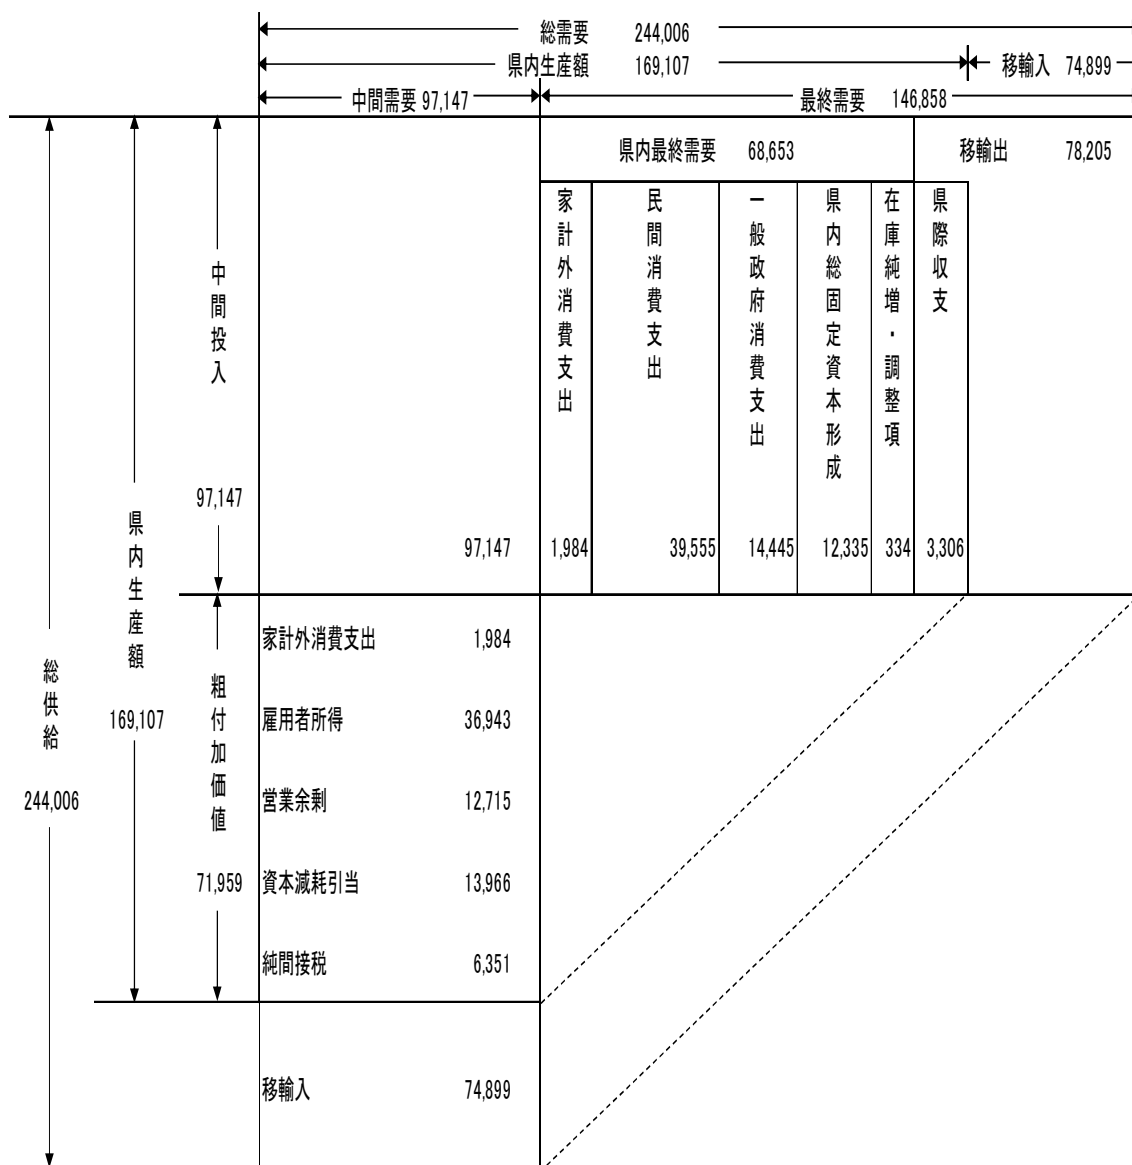 総需要 244,006
県内生産額 169,107 移輸入 74,899
中間需要 97,147 最終需要 146,858
県内最終需要 68,653 移輸出 78,205
家計外消費支出
民間消費支出
一般政府消費支出
県内総固定資本形成
在庫純増・調整項
県際収支
中間投入
97,147
97,147 1,984 39,555 14,445 12,335 334 3,306
県内生産額
169,107
総供給
244,006
粗付加価値
71,959
家計外消費支出 1,984
雇用者所得 36,943
営業余剰 12,715
資本減耗引当 13,966
純間接税 6,351
移輸入 74,899